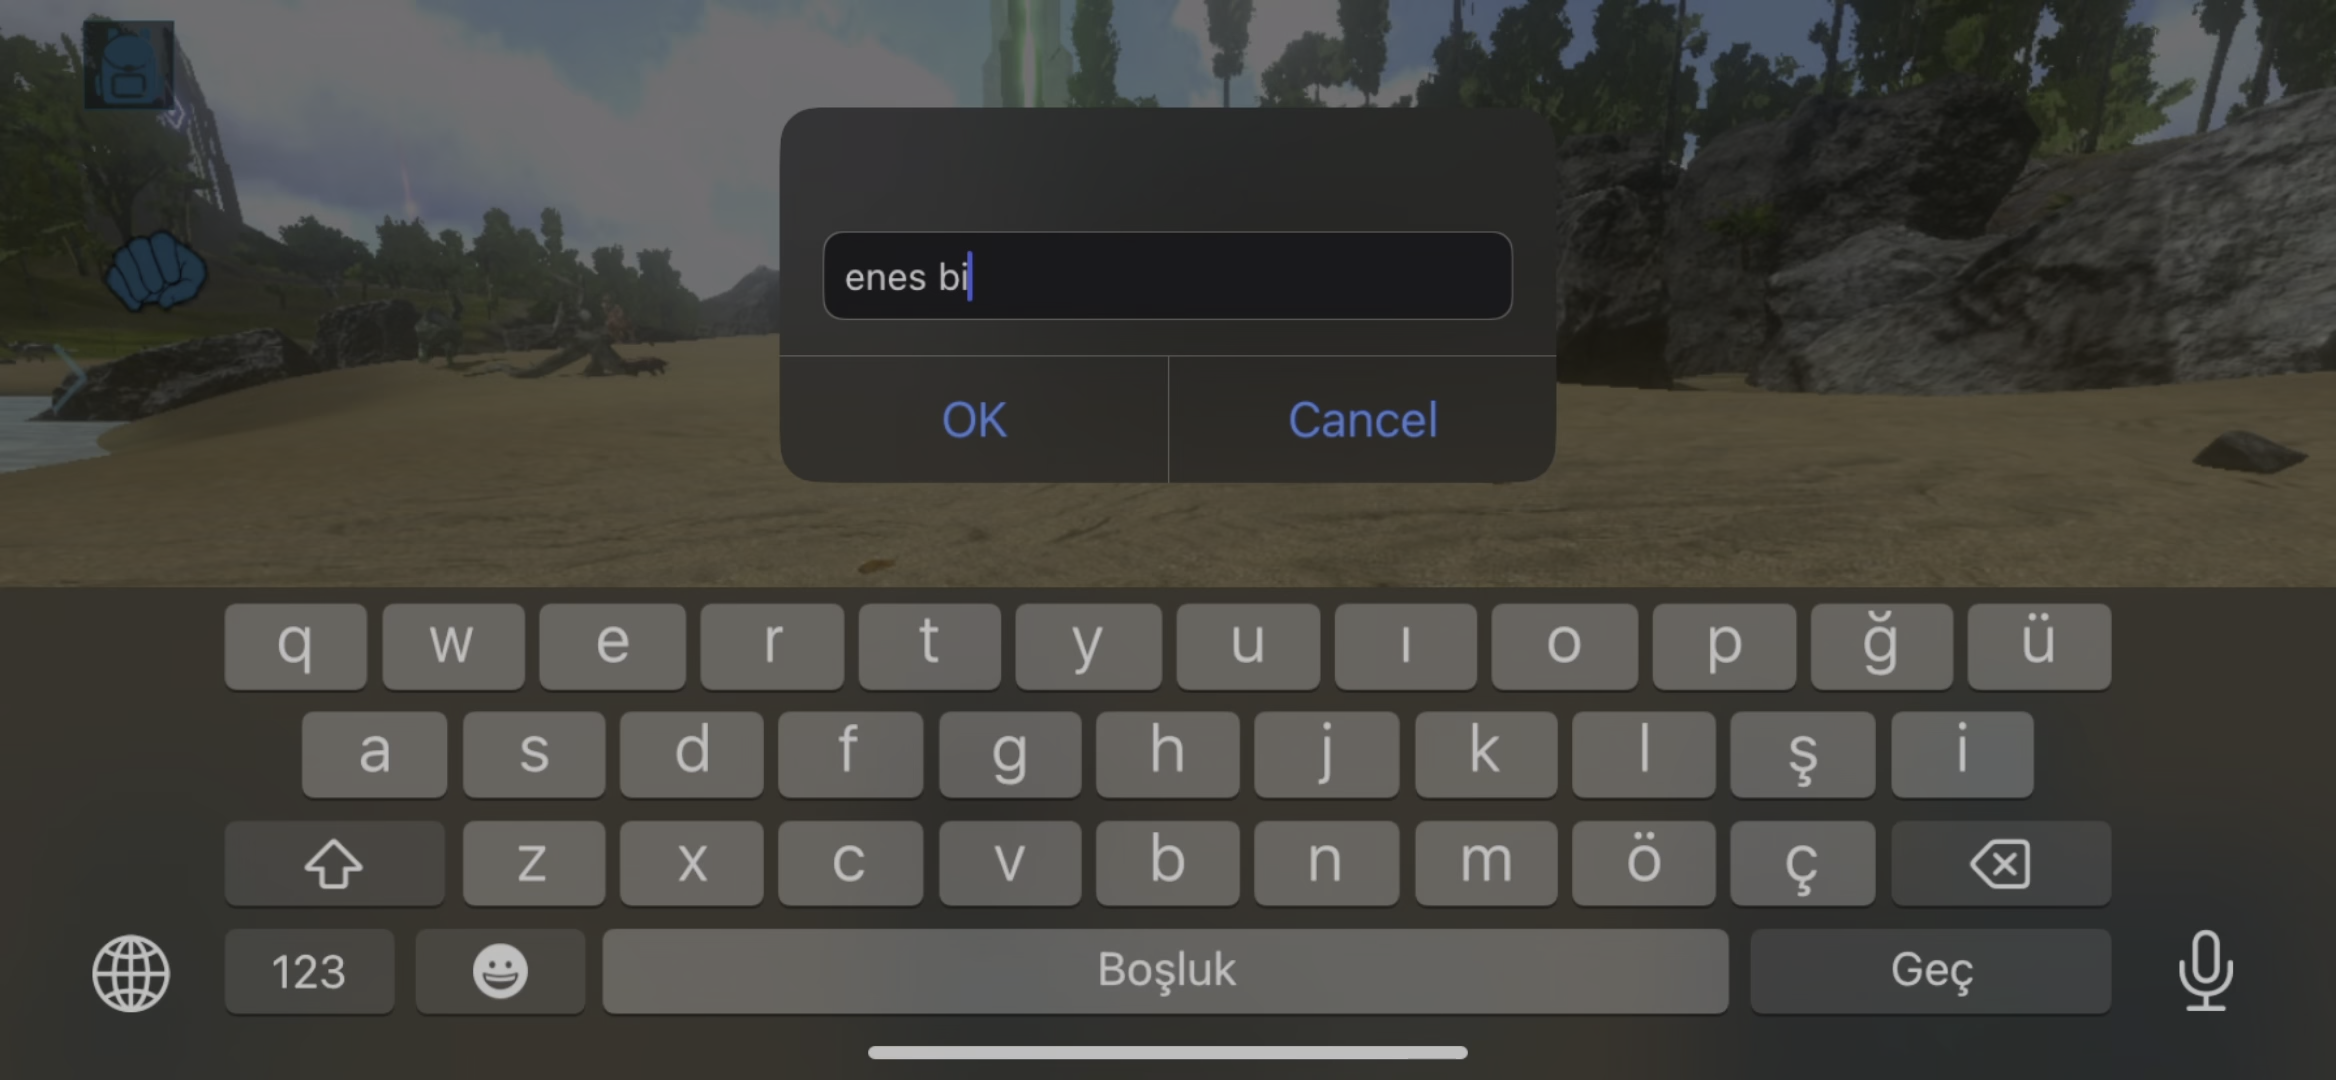 enes bi
OK Cancel
q w e r t y u ı o p ğ ü
a s d f g h j k l ş i
z x c v b n m ö ç
123 Boşluk Geç